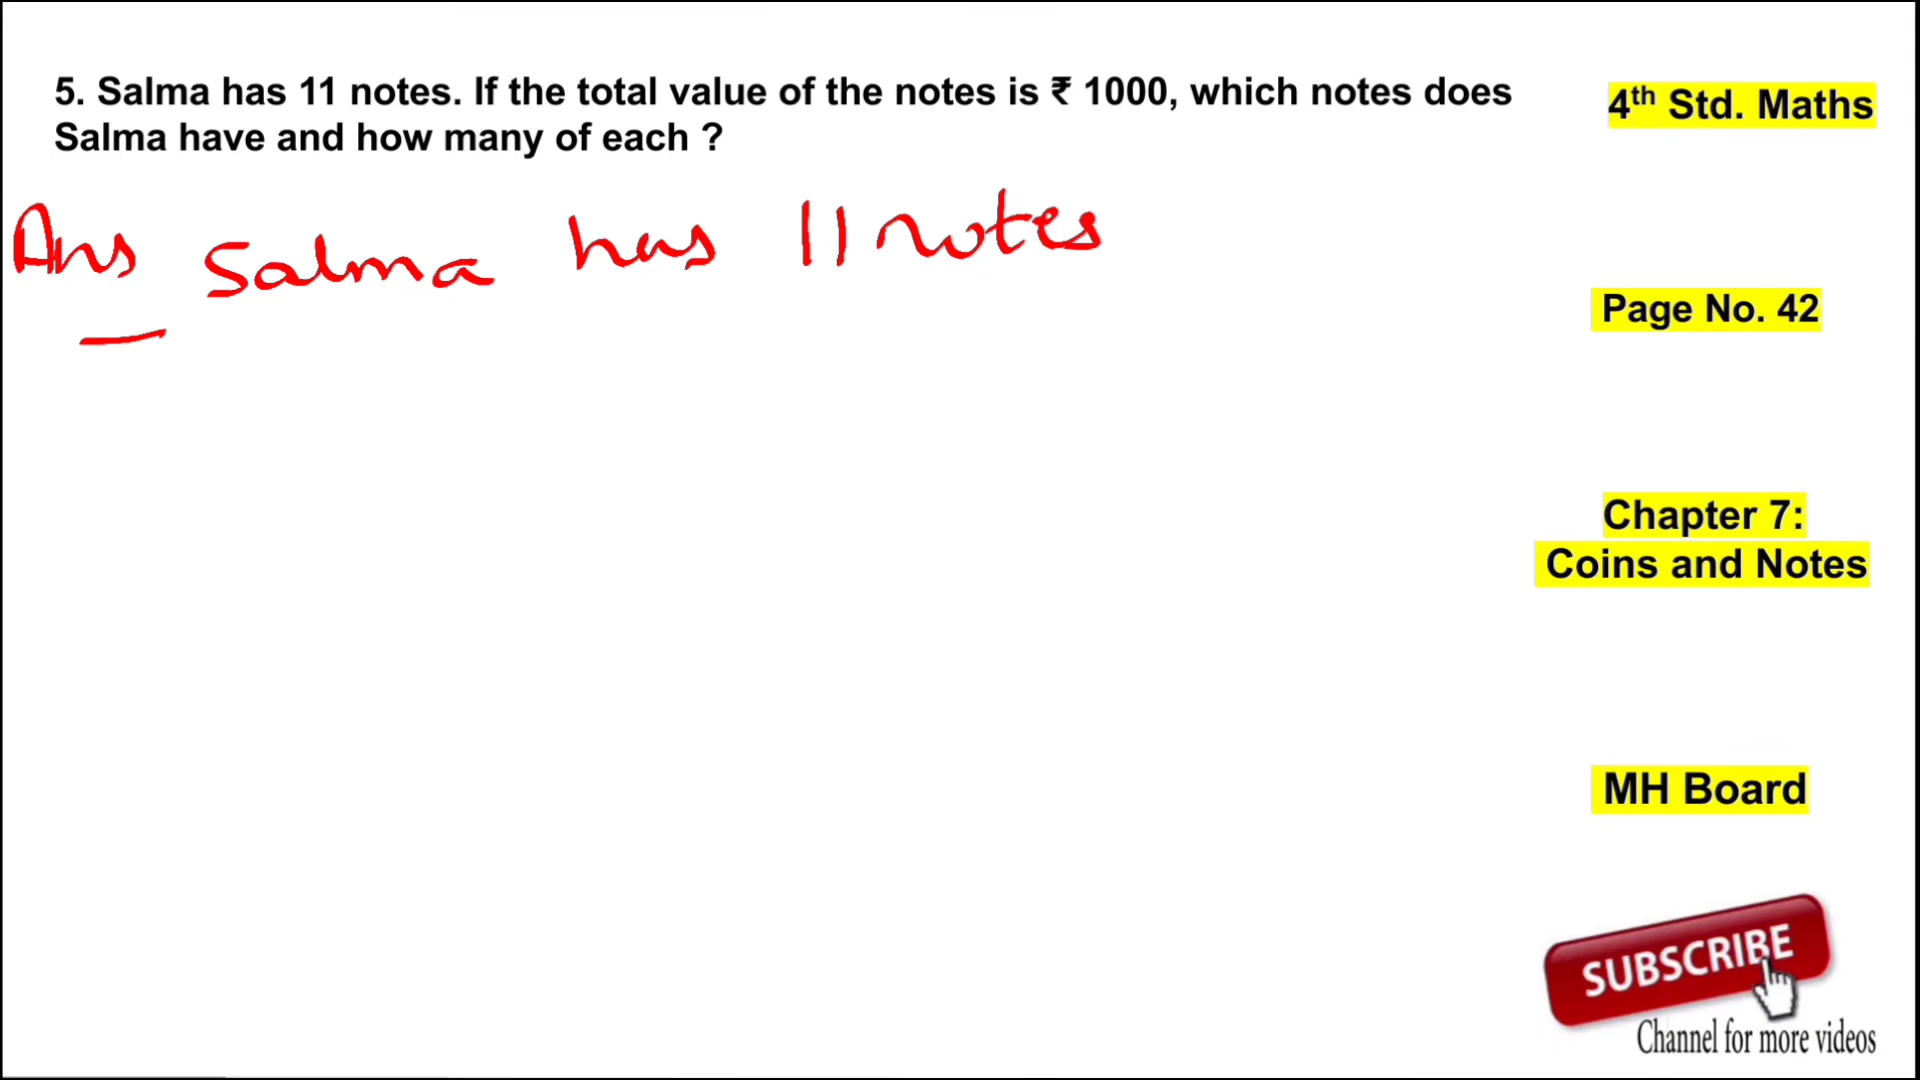 5. Salma has 11 notes. If the total value of the notes is ₹ 1000, which notes does
Salma have and how many of each ?
4th Std. Maths
Ans Salma has 11 notes
Page No. 42
Chapter 7:
Coins and Notes
MH Board
SUBSCRIBE
Channel for more videos